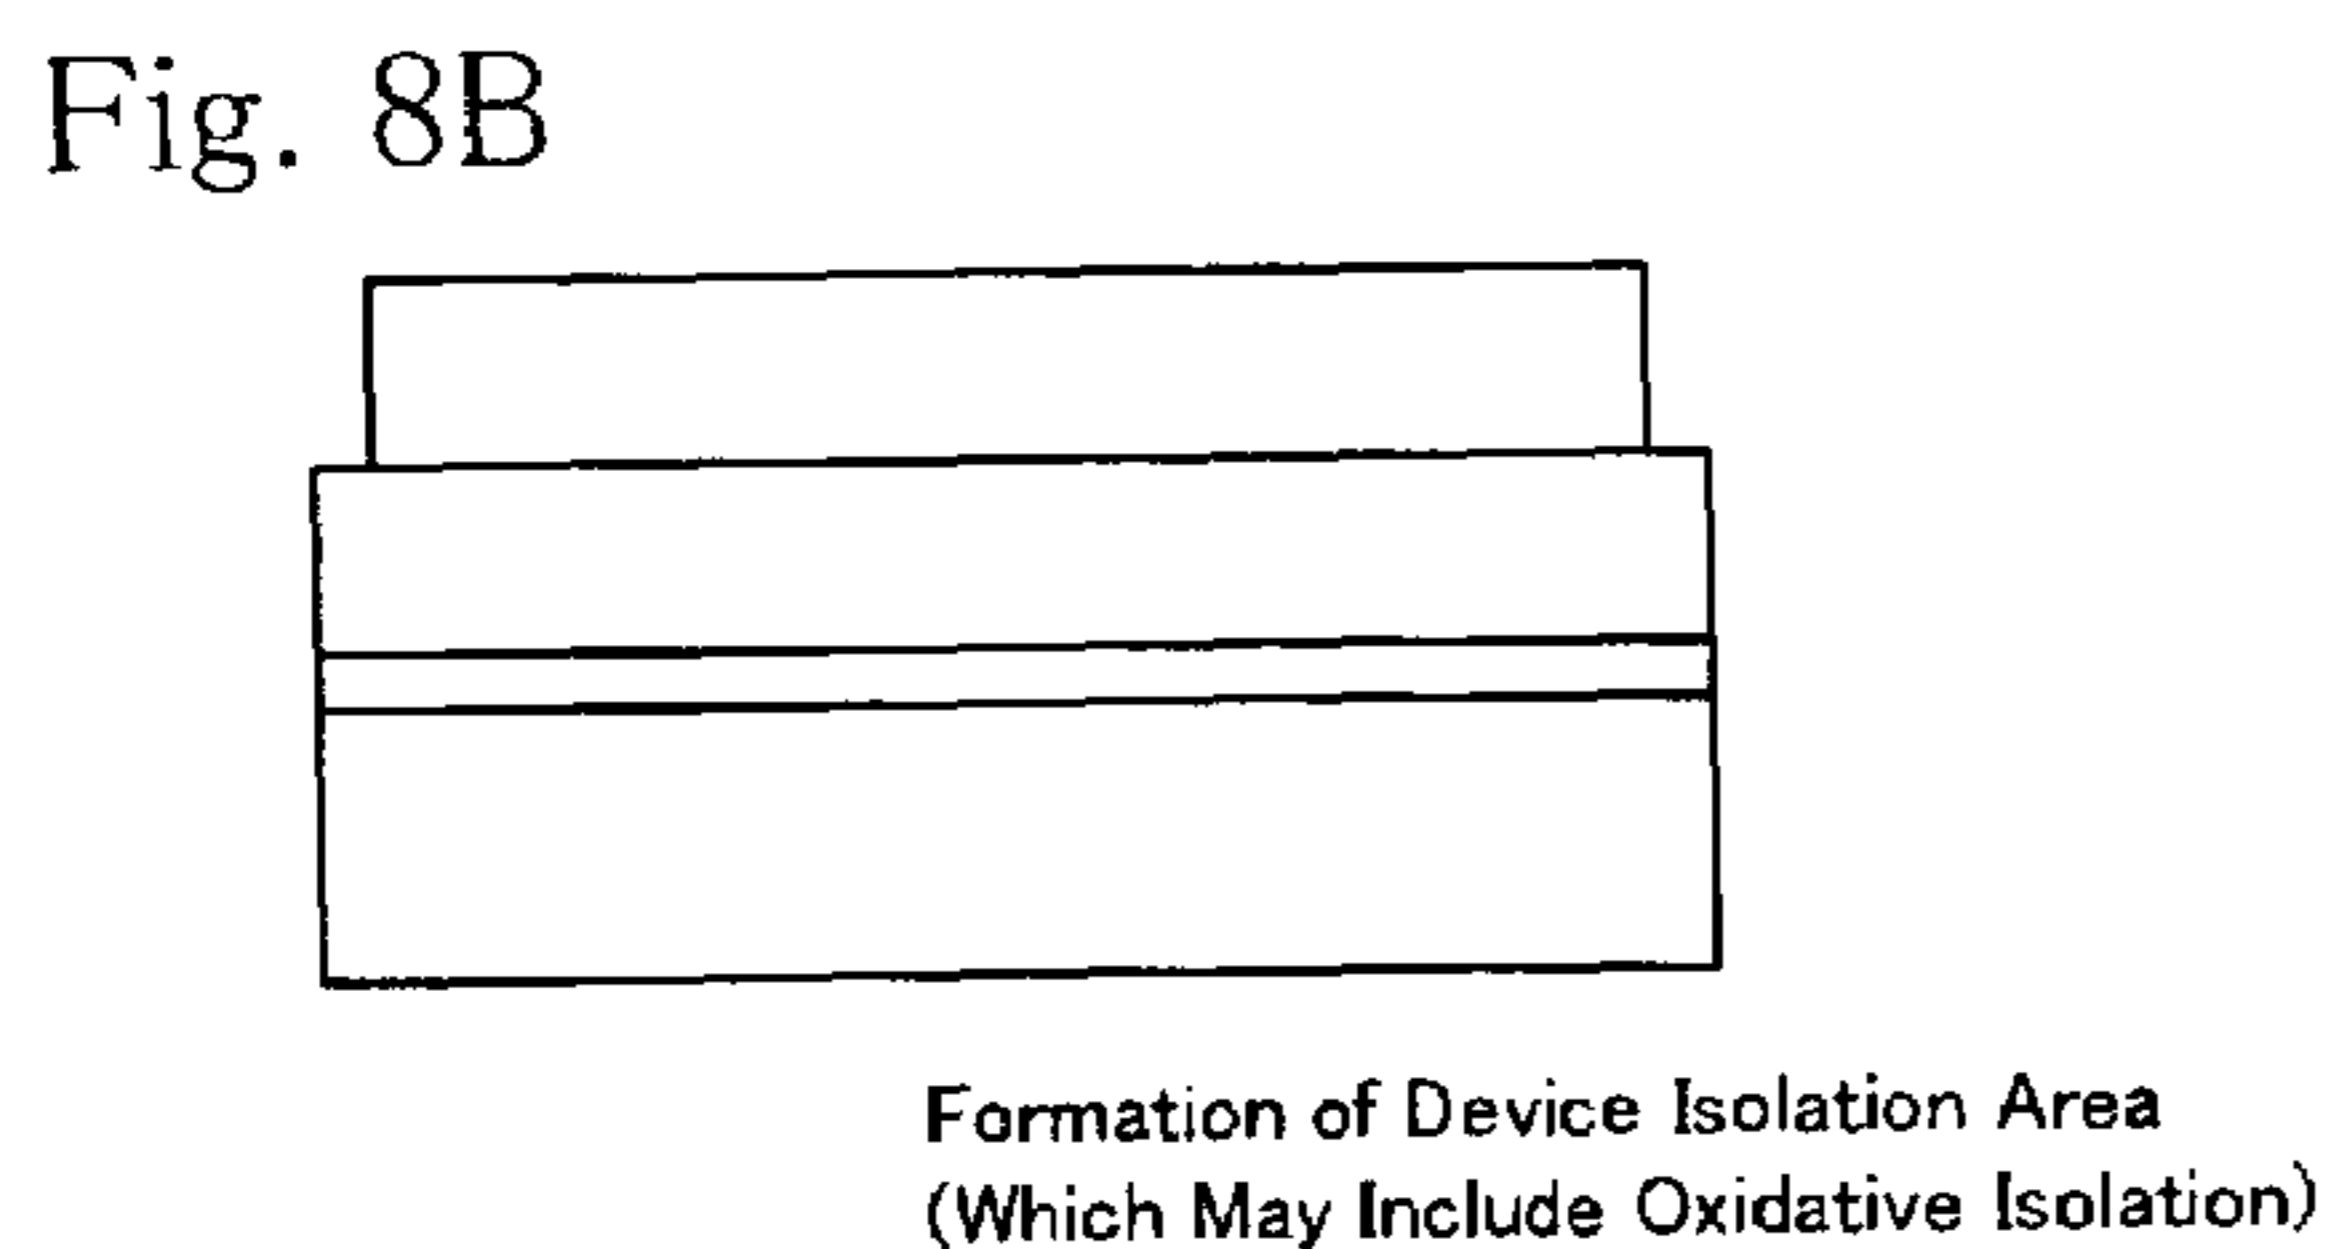 Fig. 8B
Formation of Device Isolation Area
(Which May Include Oxidative Isolation)